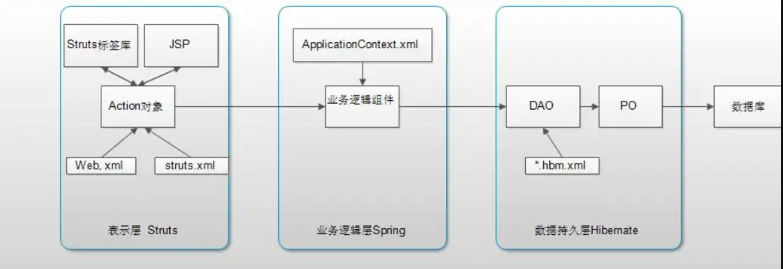 Struts标签库
JSP
Action对象
Web.xml
struts.xml
表示层 Struts
ApplicationContext.xml
业务逻辑组件
业务逻辑层Spring
DAO
PO
*.hbm.xml
数据持久层Hibernate
数据库